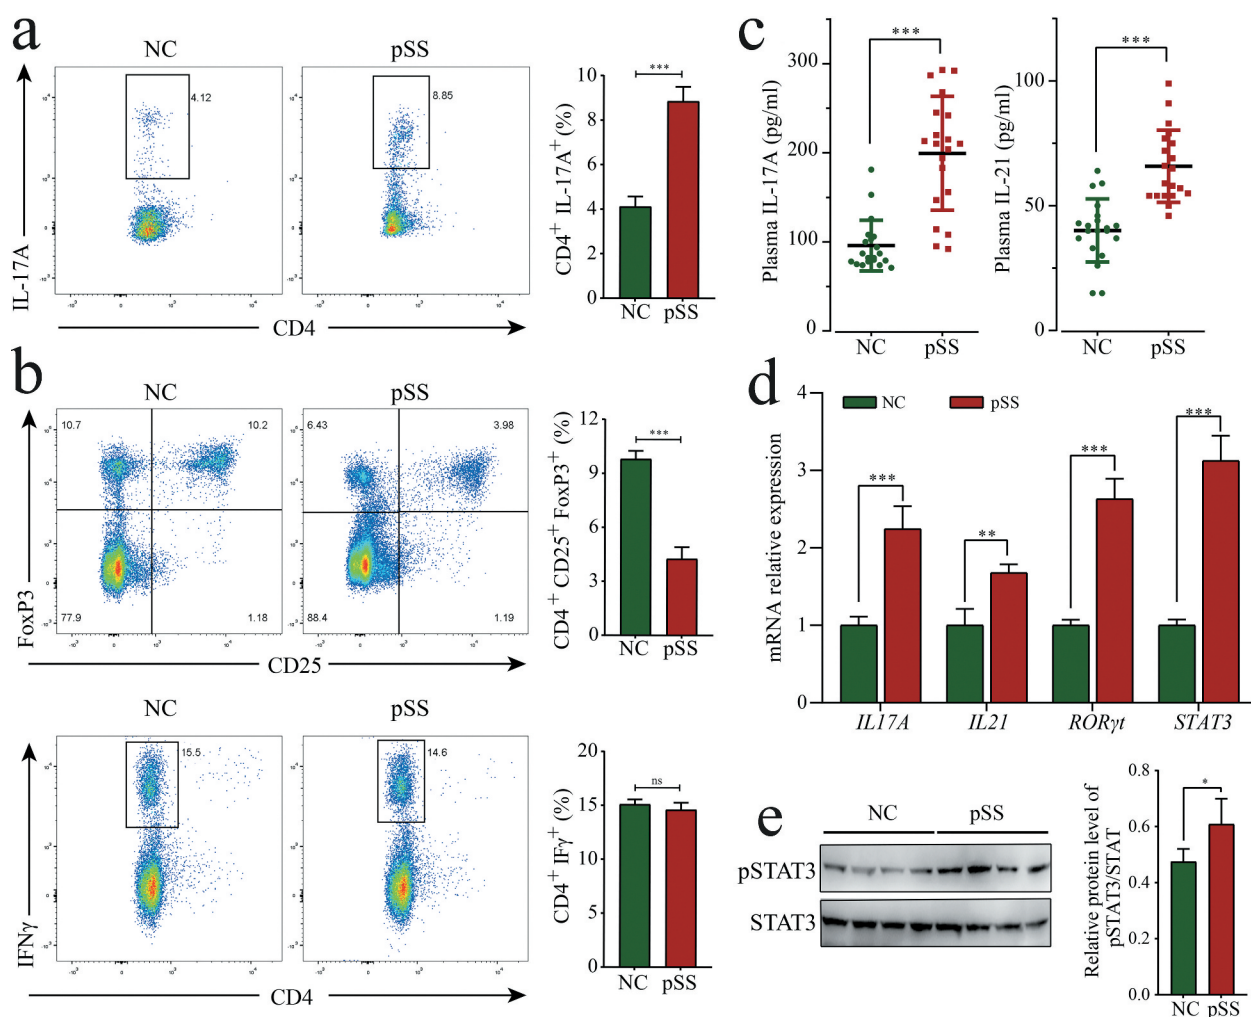 a
NC
pSS
4.12
8.85
IL-17A
CD4
10
8
6
4
2
0
CD4+ IL-17A+ (%)
***
NC
pSS
c
***
300
200
100
0
Plasma IL-17A (pg/ml)
NC
pSS
***
100
50
0
Plasma IL-21 (pg/ml)
NC
pSS
b
NC
pSS
10.7
10.2
77.9
1.18
6.43
3.98
88.4
1.19
FoxP3
CD25
12
9
6
3
0
CD4+ CD25+ FoxP3+ (%)
***
NC
pSS
NC
pSS
15.5
14.6
IFNγ
CD4
20
15
10
5
0
CD4+ IFγ+ (%)
ns
NC
pSS
d
NC
pSS
4
3
2
1
0
mRNA relative expression
***
**
***
***
IL17A
IL21
RORγt
STAT3
e
NC
pSS
pSTAT3
STAT3
0.8
0.6
0.4
0.2
0.0
Relative protein level of
pSTAT3/STAT
*
NC
pSS